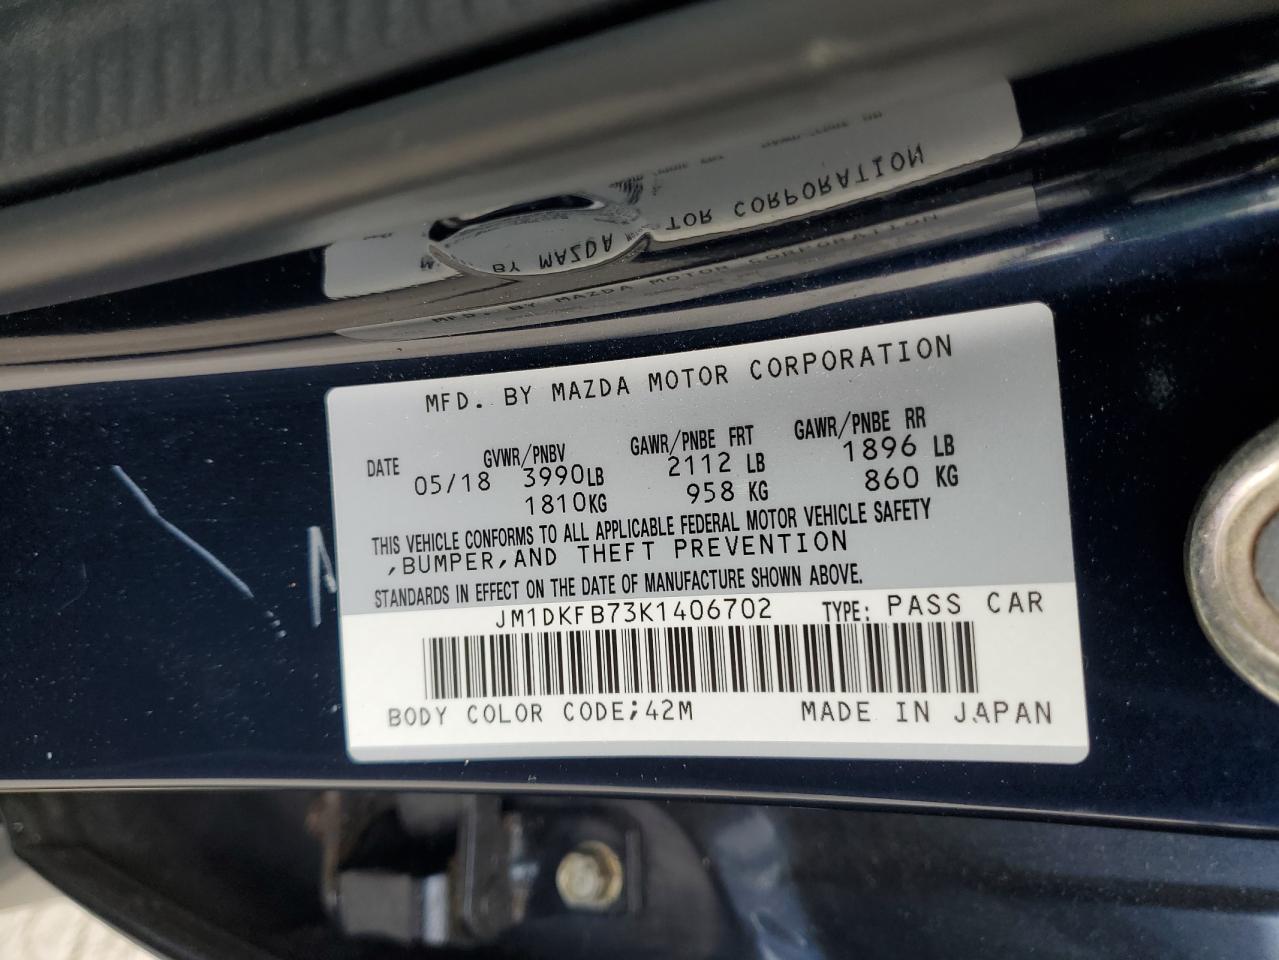 MFD. BY MAZDA MOTOR CORPORATION
DATE 05/18 GVWR/PNBV 3990LB 1810KG GAWR/PNBE FRT 2112 LB 958 KG GAWR/PNBE RR 1896 LB 860 KG
THIS VEHICLE CONFORMS TO ALL APPLICABLE FEDERAL MOTOR VEHICLE SAFETY
,BUMPER,AND THEFT PREVENTION
STANDARDS IN EFFECT ON THE DATE OF MANUFACTURE SHOWN ABOVE.
JM1DKFB73K1406702 TYPE: PASS CAR
BODY COLOR CODE;42M MADE IN JAPAN